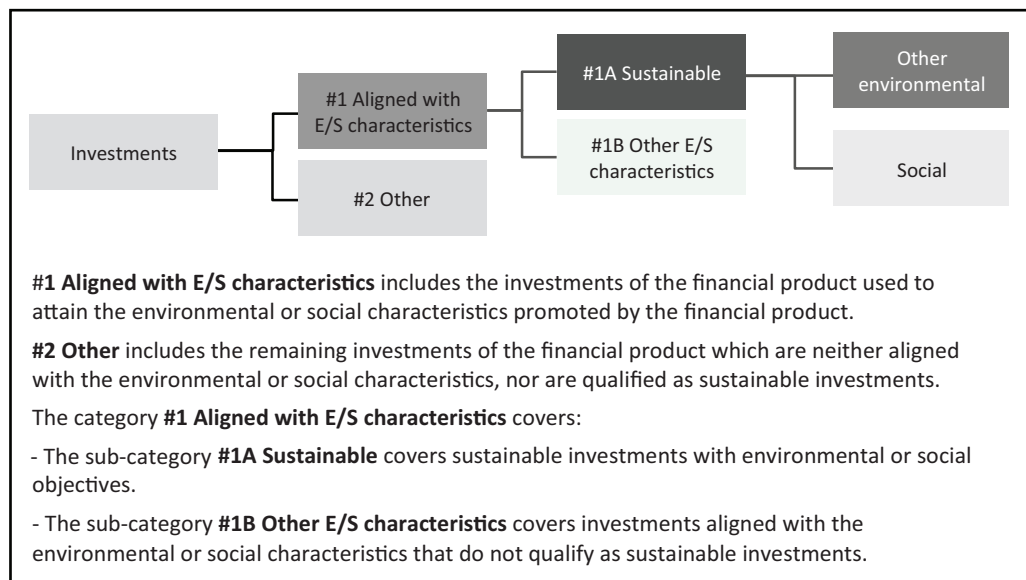 Investments
#1 Aligned with
E/S characteristics
#2 Other
#1A Sustainable
#1B Other E/S
characteristics
Other
environmental
Social
#1 Aligned with E/S characteristics includes the investments of the financial product used to
attain the environmental or social characteristics promoted by the financial product.
#2 Other includes the remaining investments of the financial product which are neither aligned
with the environmental or social characteristics, nor are qualified as sustainable investments.
The category #1 Aligned with E/S characteristics covers:
- The sub-category #1A Sustainable covers sustainable investments with environmental or social
objectives.
- The sub-category #1B Other E/S characteristics covers investments aligned with the
environmental or social characteristics that do not qualify as sustainable investments.